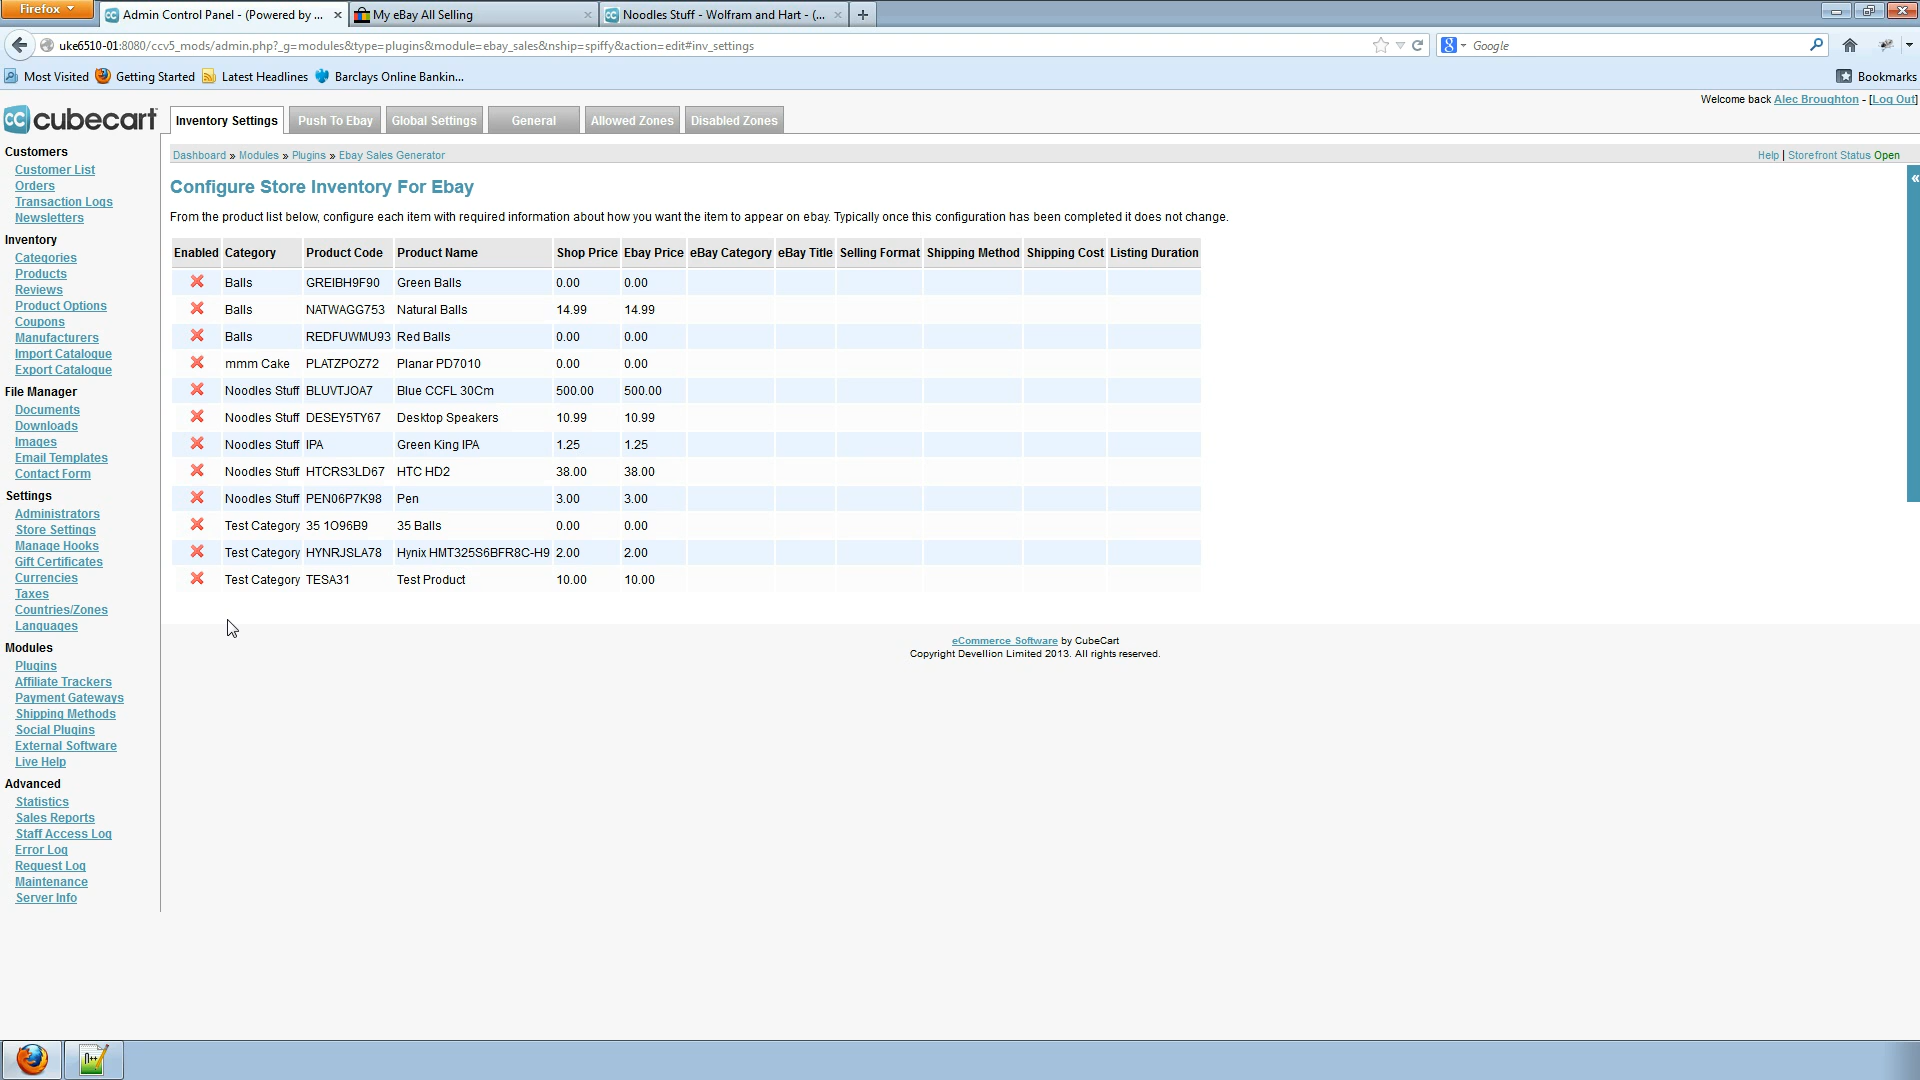 Firefox
Admin Control Panel - (Powered by ...
My eBay All Selling
Noodles Stuff - Wolfram and Hart - (...
uke6510-01:8080/ccv5_mods/admin.php?_g=modules&type=plugins&module=ebay_sales&nship=spiffy&action=edit#inv_settings
Google
Most Visited Getting Started Latest Headlines Barclays Online Bankin...
Bookmarks
Welcome back Alec Broughton - [Log Out]
cc cubecart
Inventory Settings Push To Ebay Global Settings General Allowed Zones Disabled Zones
Dashboard » Modules » Plugins » Ebay Sales Generator
Help | Storefront Status Open
Customers
Customer List
Orders
Transaction Logs
Newsletters
Inventory
Categories
Products
Reviews
Product Options
Coupons
Manufacturers
Import Catalogue
Export Catalogue
File Manager
Documents
Downloads
Images
Email Templates
Contact Form
Settings
Administrators
Store Settings
Manage Hooks
Gift Certificates
Currencies
Taxes
Countries/Zones
Languages
Modules
Plugins
Affiliate Trackers
Payment Gateways
Shipping Methods
Social Plugins
External Software
Live Help
Advanced
Statistics
Sales Reports
Staff Access Log
Error Log
Request Log
Maintenance
Server Info
Configure Store Inventory For Ebay
From the product list below, configure each item with required information about how you want the item to appear on ebay. Typically once this configuration has been completed it does not change.
Enabled Category Product Code Product Name Shop Price Ebay Price eBay Category eBay Title Selling Format Shipping Method Shipping Cost Listing Duration
Balls GREIBH9F90 Green Balls 0.00 0.00
Balls NATWAGG753 Natural Balls 14.99 14.99
Balls REDFUWMU93 Red Balls 0.00 0.00
mmm Cake PLATZPOZ72 Planar PD7010 0.00 0.00
Noodles Stuff BLUVTJOA7 Blue CCFL 30Cm 500.00 500.00
Noodles Stuff DESEY5TY67 Desktop Speakers 10.99 10.99
Noodles Stuff IPA Green King IPA 1.25 1.25
Noodles Stuff HTCRS3LD67 HTC HD2 38.00 38.00
Noodles Stuff PEN06P7K98 Pen 3.00 3.00
Test Category 35 1O96B9 35 Balls 0.00 0.00
Test Category HYNRJSLA78 Hynix HMT325S6BFR8C-H9 2.00 2.00
Test Category TESA31 Test Product 10.00 10.00
eCommerce Software by CubeCart
Copyright Devellion Limited 2013. All rights reserved.